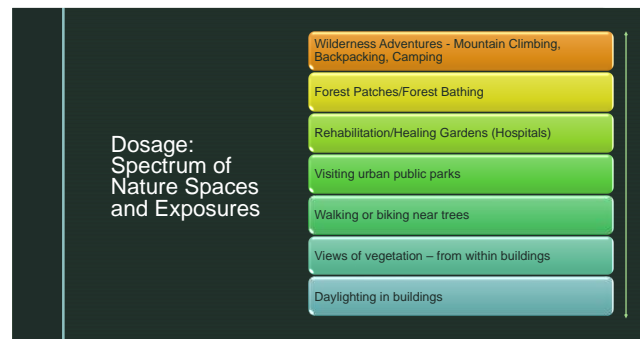 Dosage:
Spectrum of
Nature Spaces
and Exposures
Wilderness Adventures - Mountain Climbing,
Backpacking, Camping
Forest Patches/Forest Bathing
Rehabilitation/Healing Gardens (Hospitals)
Visiting urban public parks
Walking or biking near trees
Views of vegetation – from within buildings
Daylighting in buildings